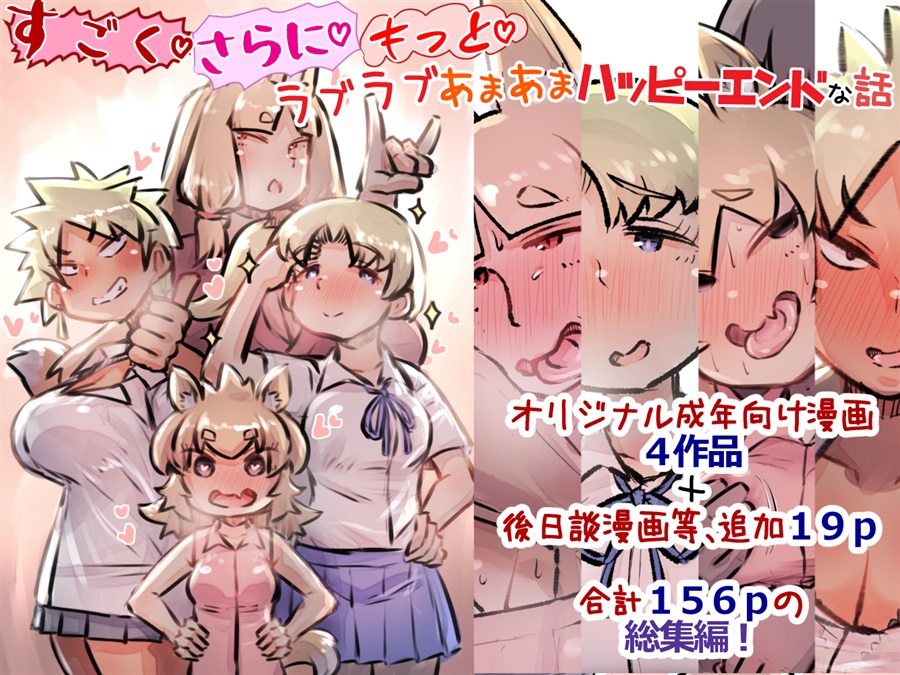 すごく♡さらに♡もっと♡
ラブラブあまあまハッピーエンドな話
オリジナル成年向け漫画
４作品
＋
後日談漫画等、追加１９ｐ
合計１５６ｐの
総集編！